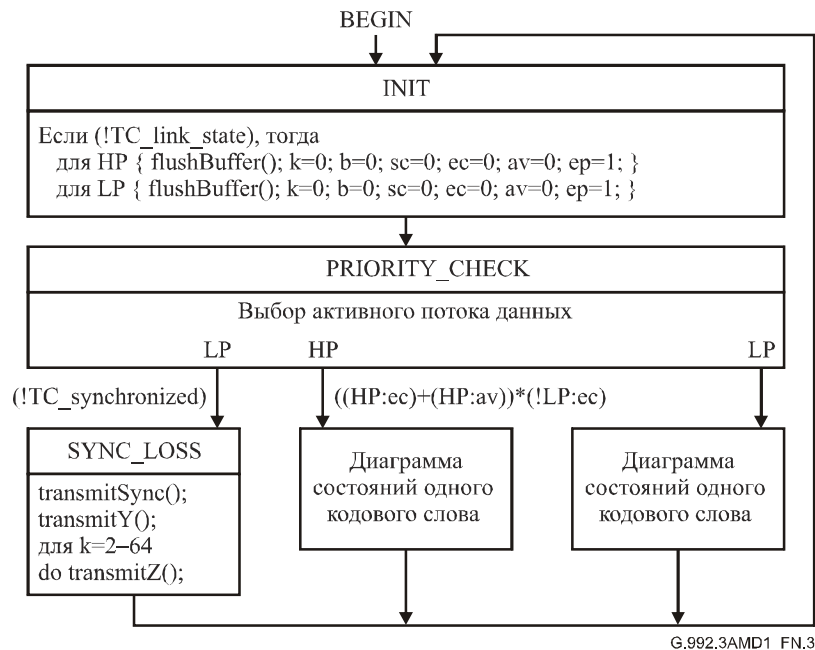 BEGIN
INIT
Если (!TC_link_state), тогда
для HP { flushBuffer(); k=0; b=0; sc=0; ec=0; av=0; ep=1; }
для LP { flushBuffer(); k=0; b=0; sc=0; ec=0; av=0; ep=1; }
PRIORITY_CHECK
Выбор активного потока данных
LP HP LP
(!TC_synchronized) ((HP:ec)+(HP:av))*(!LP:ec)
SYNC_LOSS
transmitSync();
transmitY();
для k=2–64
do transmitZ();
Диаграмма
состояний одного
кодового слова
Диаграмма
состояний одного
кодового слова
G.992.3AMD1_FN.3